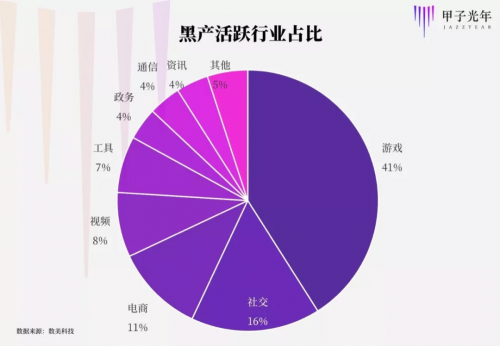 甲子光年
JAZZYEAR
黑产活跃行业占比
通信
4%
资讯
4%
其他
5%
政务
4%
工具
7%
视频
8%
电商
11%
社交
16%
游戏
41%
数据来源:数美科技